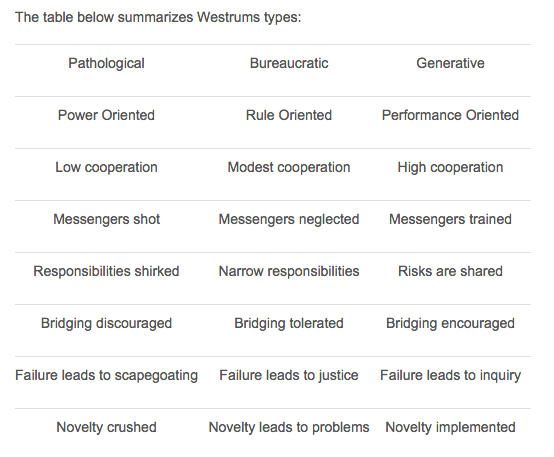 The table below summarizes Westrums types:
Pathological Bureaucratic Generative
Power Oriented Rule Oriented Performance Oriented
Low cooperation Modest cooperation High cooperation
Messengers shot Messengers neglected Messengers trained
Responsibilities shirked Narrow responsibilities Risks are shared
Bridging discouraged Bridging tolerated Bridging encouraged
Failure leads to scapegoating Failure leads to justice Failure leads to inquiry
Novelty crushed Novelty leads to problems Novelty implemented